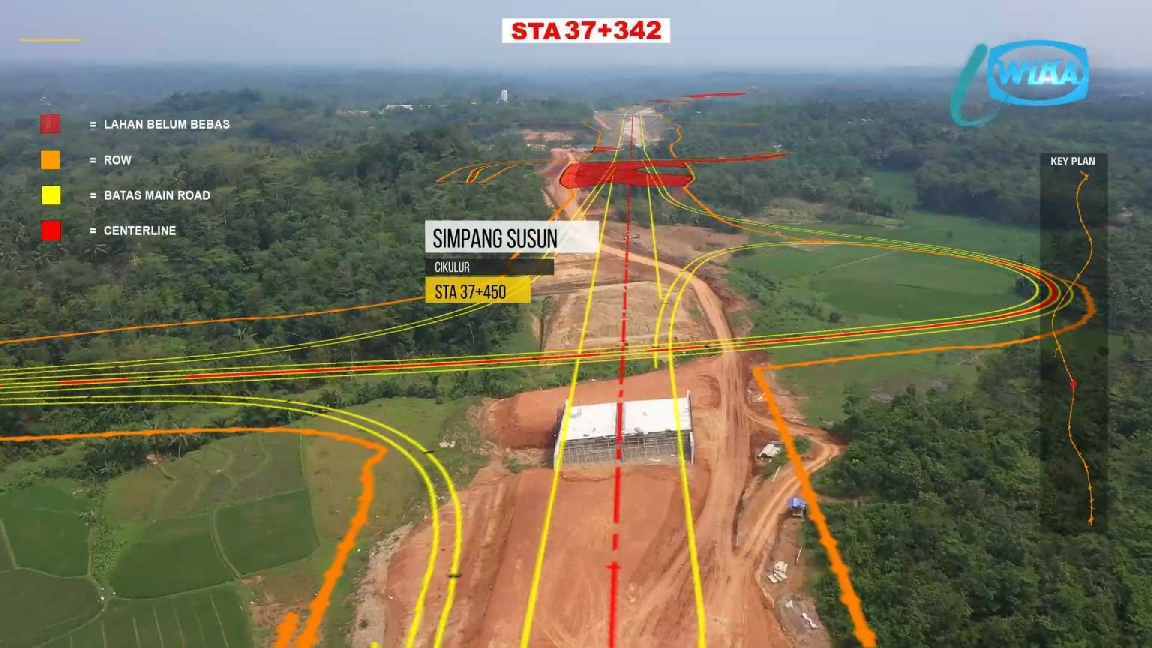 STA 37+342
WIKA
= LAHAN BELUM BEBAS
= ROW
= BATAS MAIN ROAD
= CENTERLINE
KEY PLAN
SIMPANG SUSUN
CIKULUR
STA 37+450